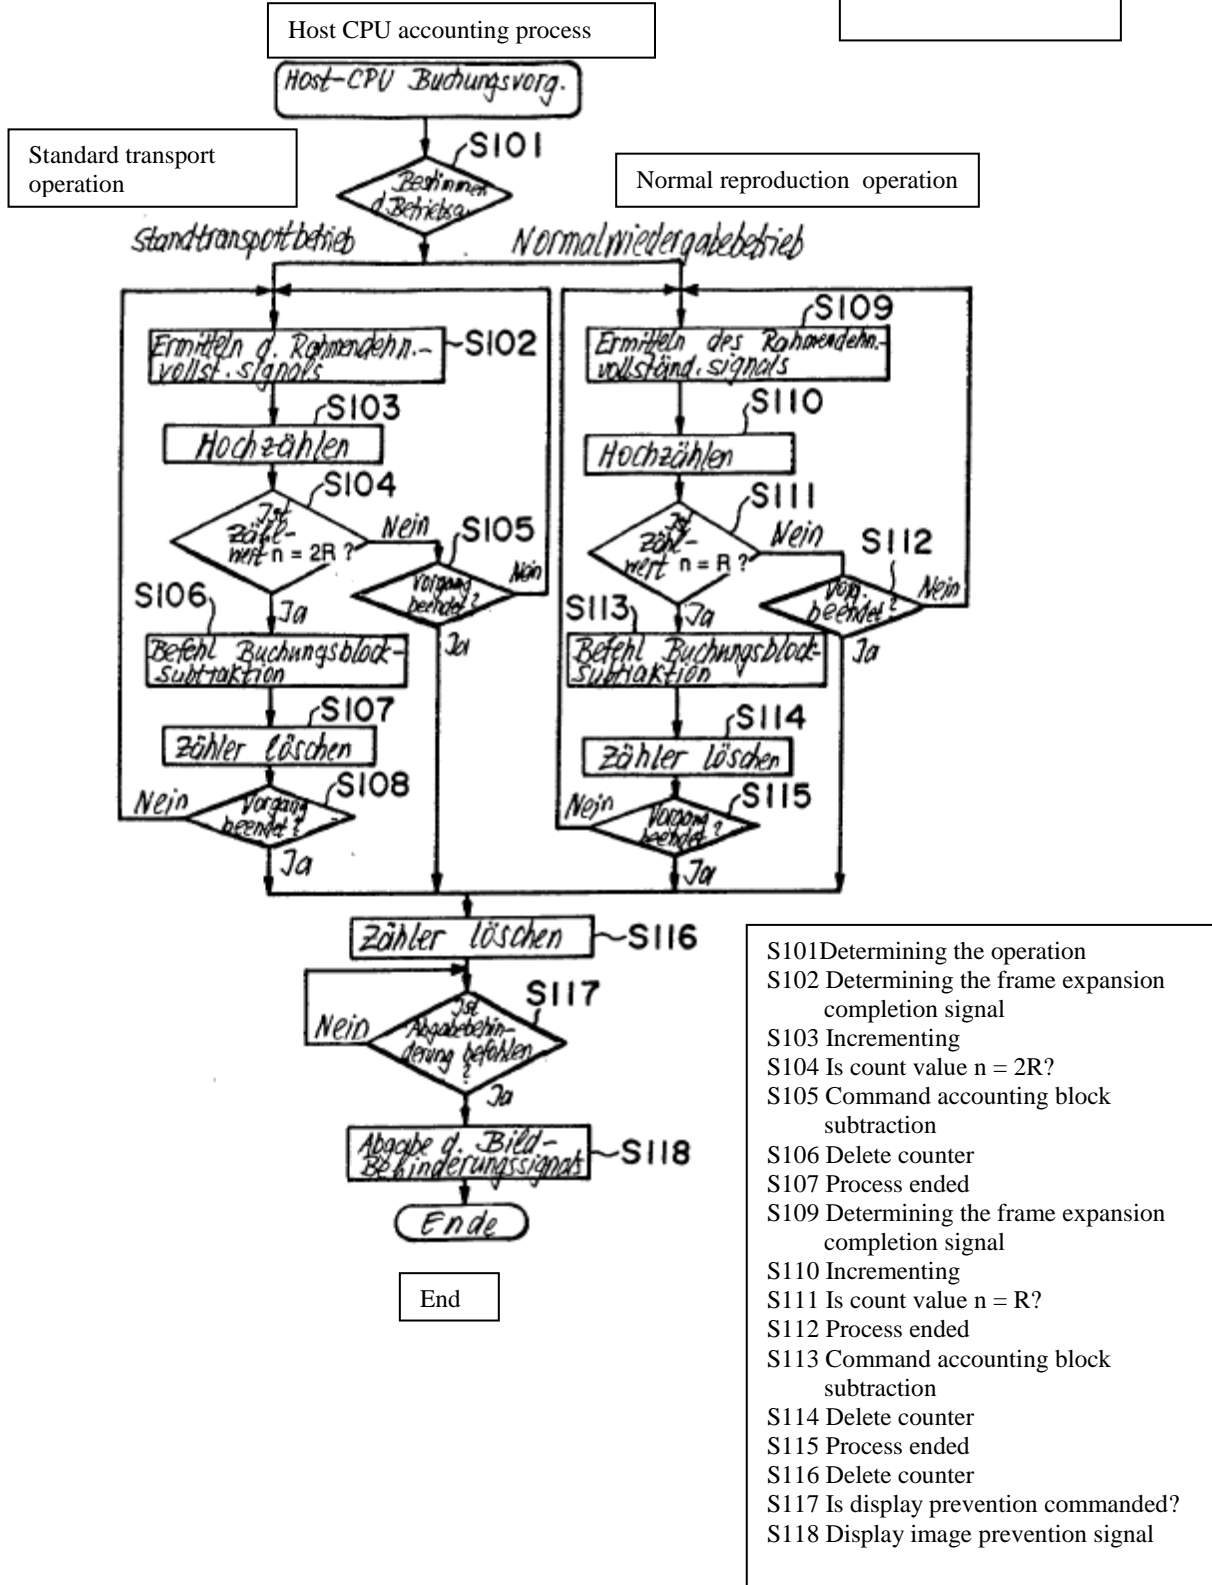 Host CPU accounting process
Host-CPU Buchungsvorg.
S101
Standard transport
operation
Bestimmen
d. Betriebsa.
Normal reproduction operation
Standtransportbetrieb
Normalwiedergabebetrieb
Ermitteln d. Rahmendehn.-
vollst. signals
S102
S103
Hochzählen
S104
Ist
Zähl-
wert n = 2R ?
Nein
S105
Vorgang
beendet?
Nein
Ja
S106
Ja
Befehl Buchungsblock-
subtraktion
S107
Zähler löschen
S108
Nein
Vorgang
beendet?
Ja
S109
Ermitteln des Rahmendehn.-
vollständ. signals
S110
Hochzählen
S111
Ist
Zähl-
wert n = R ?
Nein
S112
Vorg.
beendet?
Nein
Ja
S113
Ja
Befehl Buchungsblock-
subtraktion
S114
Zähler löschen
S115
Nein
Vorgang
beendet?
Ja
Zähler löschen
S116
S117
Nein
Ist
Abgabebehin-
derung befohlen
?
Ja
Abgabe d. Bild-
Behinderungssignals
S118
Ende
End
S101Determining the operation
S102 Determining the frame expansion
completion signal
S103 Incrementing
S104 Is count value n = 2R?
S105 Command accounting block
subtraction
S106 Delete counter
S107 Process ended
S109 Determining the frame expansion
completion signal
S110 Incrementing
S111 Is count value n = R?
S112 Process ended
S113 Command accounting block
subtraction
S114 Delete counter
S115 Process ended
S116 Delete counter
S117 Is display prevention commanded?
S118 Display image prevention signal